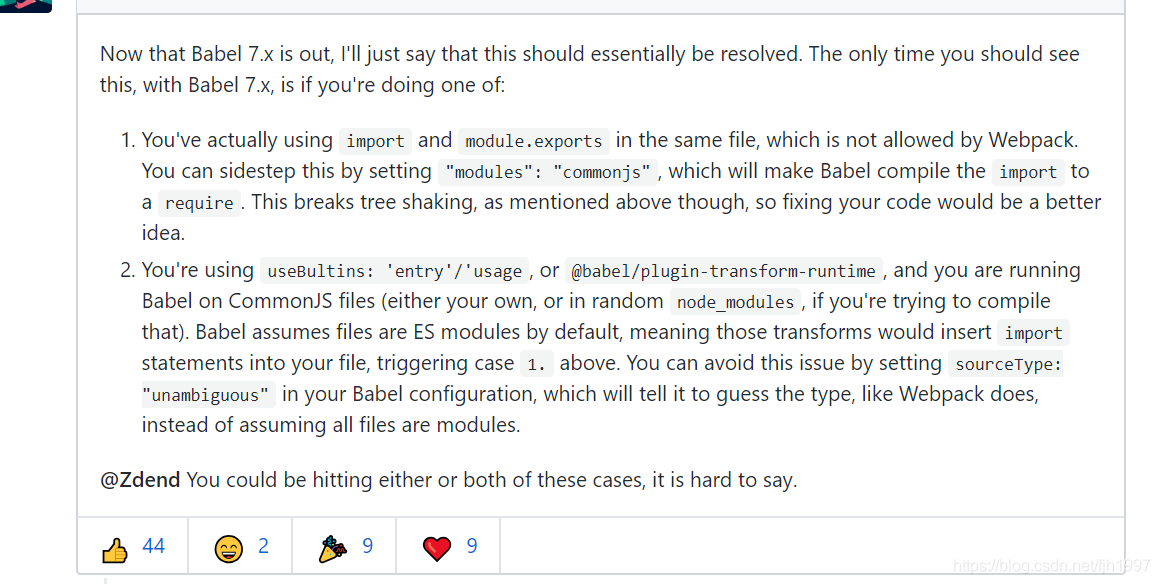 Now that Babel 7.x is out, I'll just say that this should essentially be resolved. The only time you should see
this, with Babel 7.x, is if you're doing one of:
1. You've actually using import and module.exports in the same file, which is not allowed by Webpack.
You can sidestep this by setting "modules": "commonjs" , which will make Babel compile the import to
a require . This breaks tree shaking, as mentioned above though, so fixing your code would be a better
idea.
2. You're using useBultins: 'entry'/'usage , or @babel/plugin-transform-runtime , and you are running
Babel on CommonJS files (either your own, or in random node_modules , if you're trying to compile
that). Babel assumes files are ES modules by default, meaning those transforms would insert import
statements into your file, triggering case 1. above. You can avoid this issue by setting sourceType:
"unambiguous" in your Babel configuration, which will tell it to guess the type, like Webpack does,
instead of assuming all files are modules.
@Zdend You could be hitting either or both of these cases, it is hard to say.
👍 44 😄 2 🎉 9 ❤️ 9
https://blog.csdn.net/ljh1997